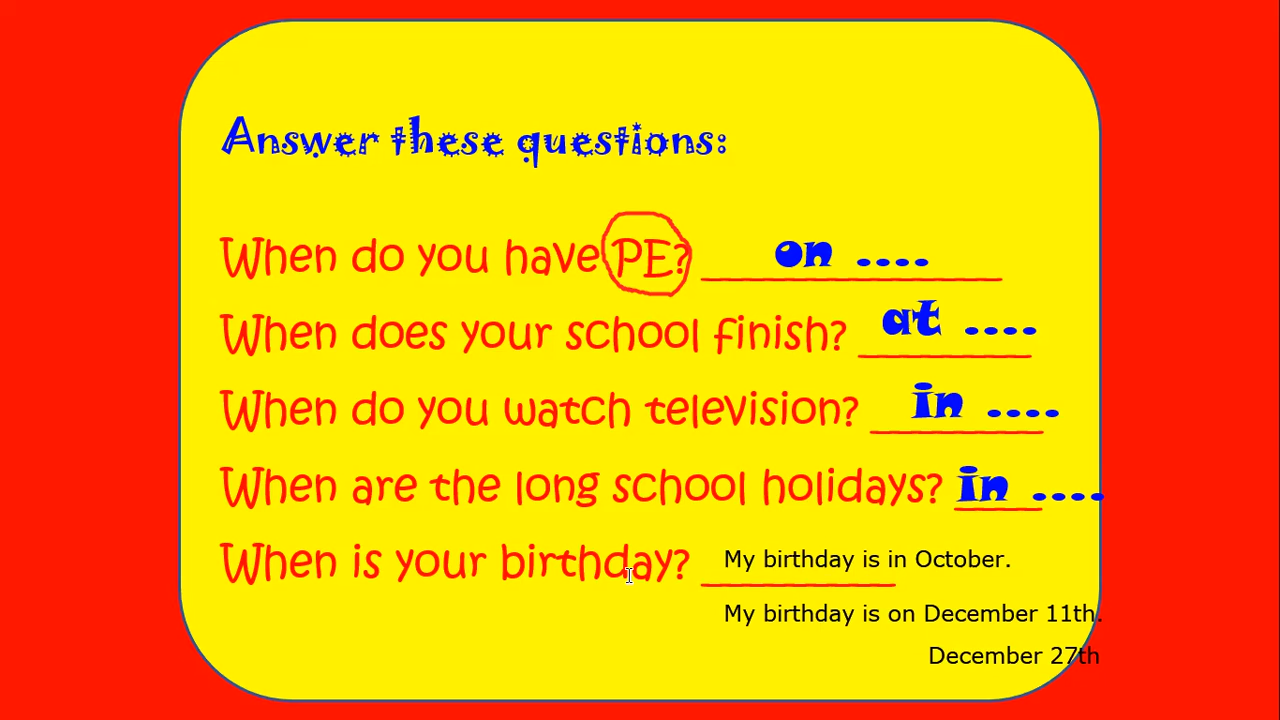 Answer these questions:
When do you have PE? on ....
When does your school finish? at ....
When do you watch television? in ....
When are the long school holidays? in ....
When is your birthday? My birthday is in October.
My birthday is on December 11th.
December 27th